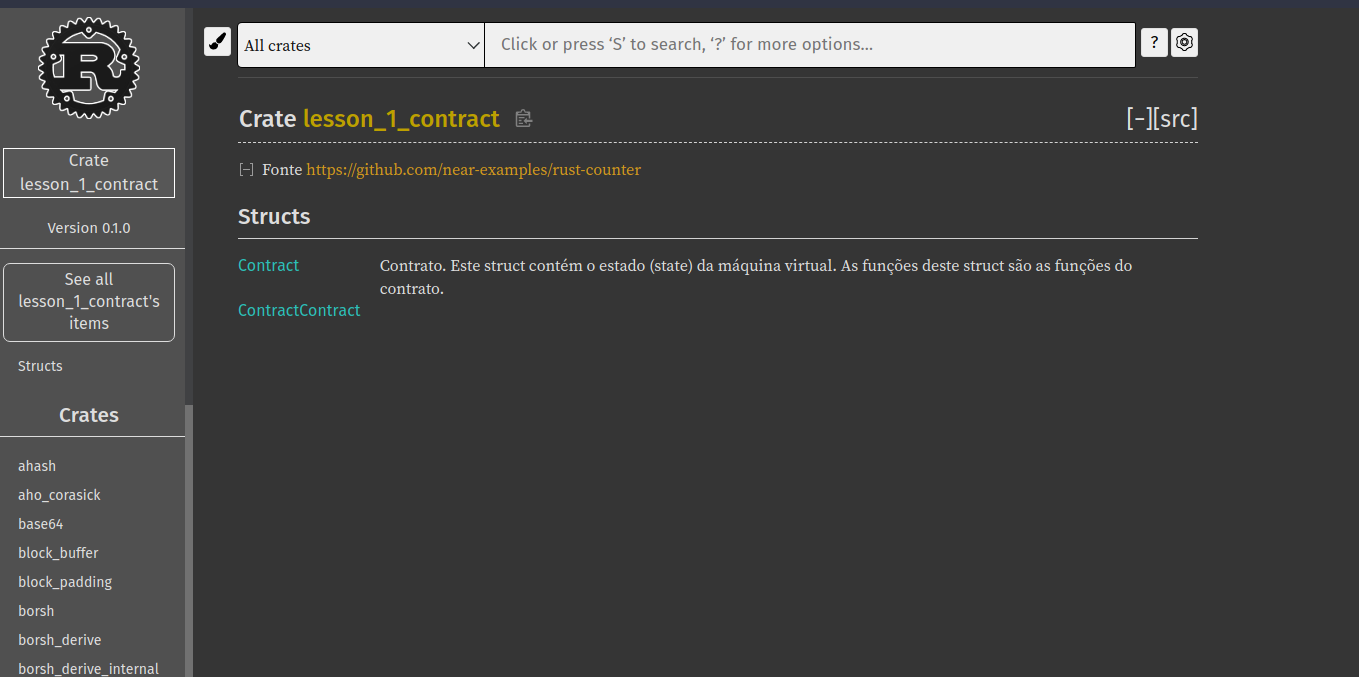 R
Crate
lesson_1_contract
Version 0.1.0
See all
lesson_1_contract's
items
Structs
Crates
ahash
aho_corasick
base64
block_buffer
block_padding
borsh
borsh_derive
borsh_derive_internal
All crates
Click or press ‘S’ to search, ‘?’ for more options…
?
Crate lesson_1_contract
[−][src]
[−] Fonte https://github.com/near-examples/rust-counter
Structs
Contract
Contrato. Este struct contém o estado (state) da máquina virtual. As funções deste struct são as funções do
contrato.
ContractContract